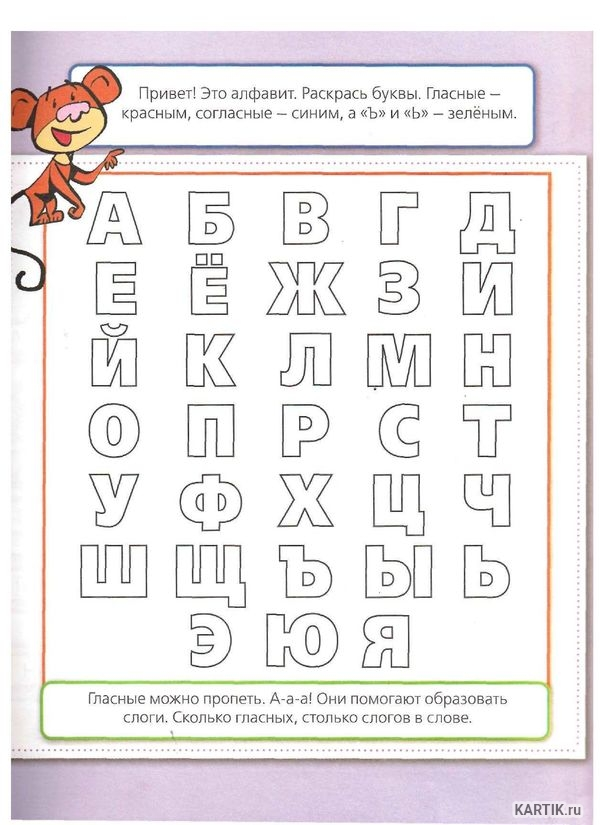 Привет! Это алфавит. Раскрась буквы. Гласные –
красным, согласные – синим, а «Ъ» и «Ь» – зелёным.
А Б В Г Д
Е Ё Ж З И
Й К Л М Н
О П Р С Т
У Ф Х Ц Ч
Ш Щ Ъ Ы Ь
Э Ю Я
Гласные можно пропеть. А-а-а! Они помогают образовать
слоги. Сколько гласных, столько слогов в слове.
KARTIK.ru